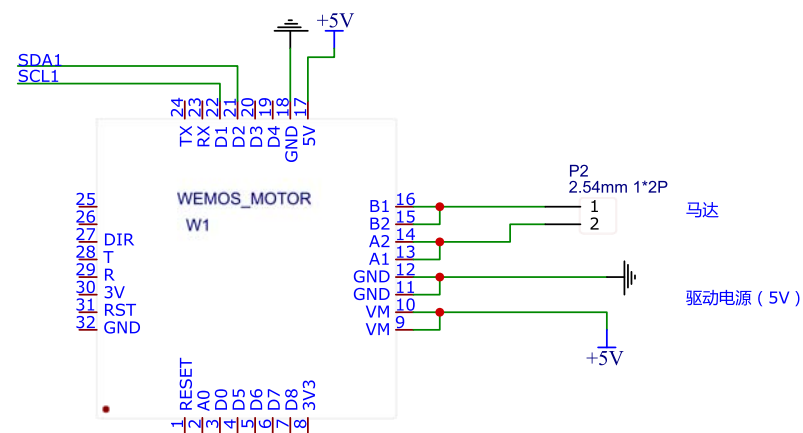 +5V
SDA1
SCL1
24 23 22 21 20 19 18 17
TX RX D1 D2 D3 D4 GND 5V
P2
2.54mm 1*2P
WEMOS_MOTOR
W1
25
26
27 DIR
28 T
29 R
30 3V
31 RST
32 GND
B1 16
B2 15
A2 14
A1 13
GND 12
GND 11
VM 10
VM 9
1
2
马达
驱动电源（5V）
+5V
RESET A0 D0 D5 D6 D7 D8 3V3
1 2 3 4 5 6 7 8